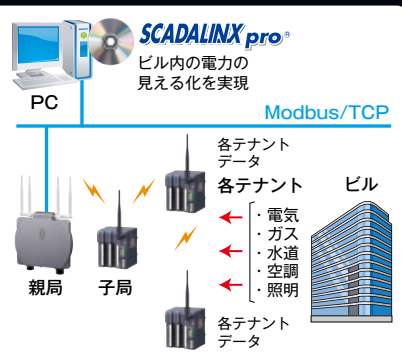 SCADALINX pro®
ビル内の電力の
見える化を実現
PC
Modbus/TCP
各テナント
データ
各テナント
ビル
・電気
・ガス
・水道
・空調
・照明
親局
子局
各テナント
データ